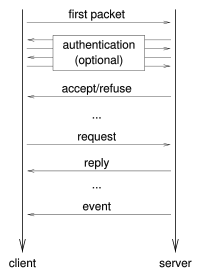 first packet
authentication
(optional)
accept/refuse
...
request
reply
...
event
client server